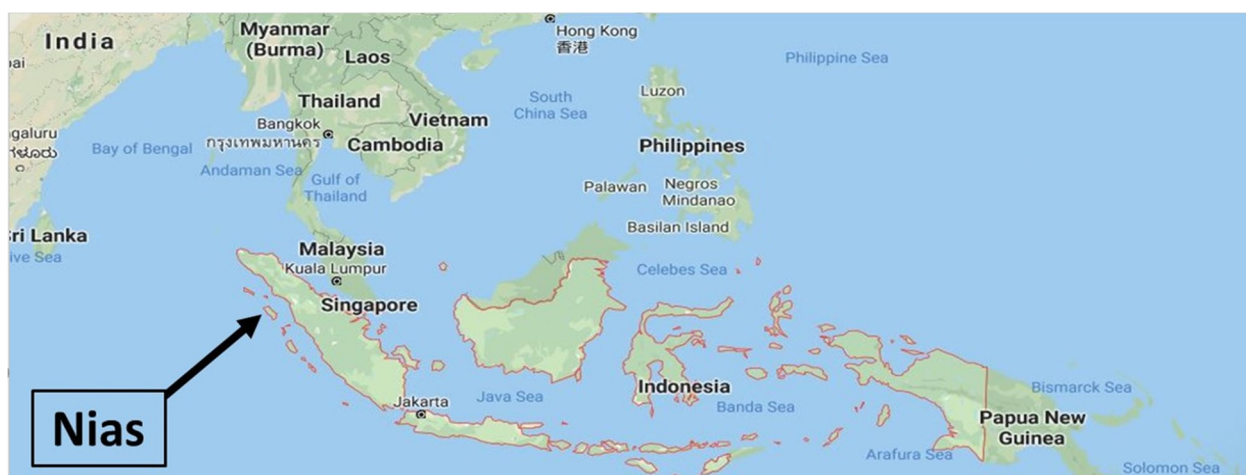 India
Myanmar
(Burma)
Laos
Hong Kong
香港
Philippine Sea
Thailand
Luzon
South
China Sea
Vietnam
Bangkok
กรุงเทพมหานคร
Cambodia
Bay of Bengal
Andaman Sea
Gulf of
Thailand
Philippines
Palawan
Negros
Mindanao
Basilan Island
ri Lanka
Malaysia
Kuala Lumpur
Celebes Sea
Singapore
Indonesia
Java Sea
Jakarta
Banda Sea
Bismarck Sea
Papua New
Guinea
Arafura Sea
Solomon Sea
Nias